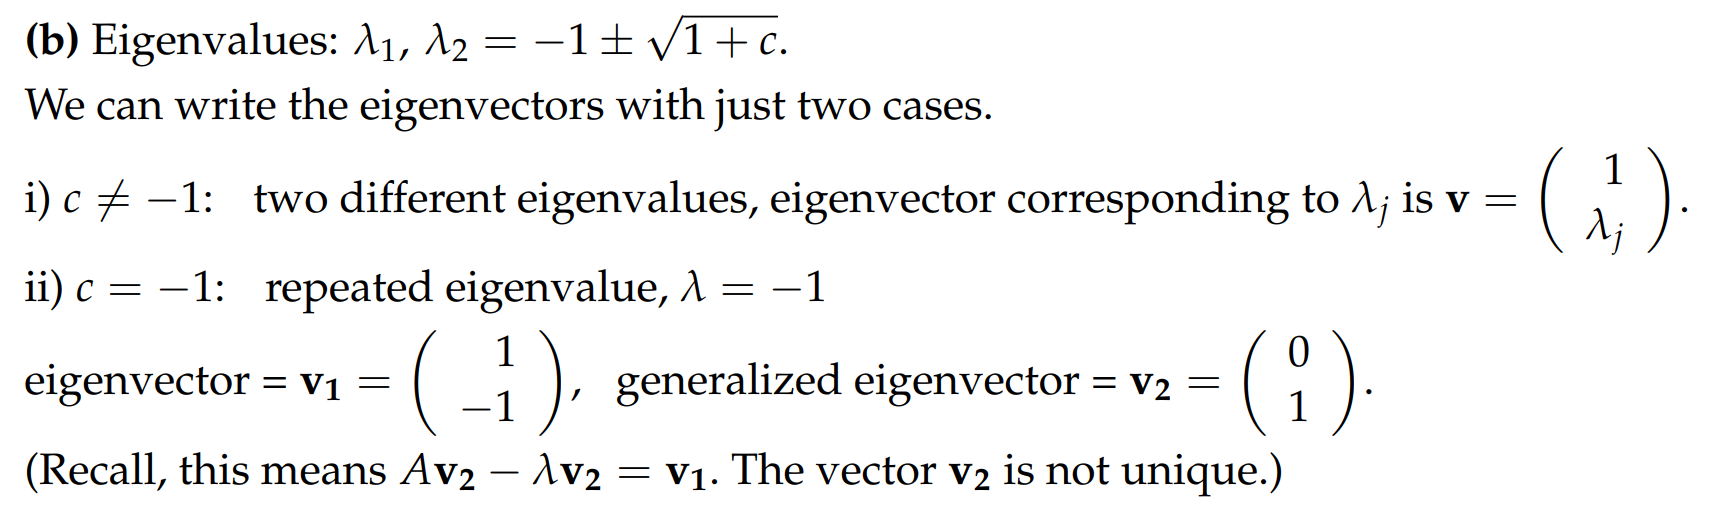 (b) Eigenvalues: λ₁, λ₂ = −1 ± √(1 + c).
We can write the eigenvectors with just two cases.
i) c ≠ −1: two different eigenvalues, eigenvector corresponding to λⱼ is v = ( 1 ; λⱼ ).
ii) c = −1: repeated eigenvalue, λ = −1
eigenvector = v₁ = ( 1 ; −1 ), generalized eigenvector = v₂ = ( 0 ; 1 ).
(Recall, this means Av₂ − λv₂ = v₁. The vector v₂ is not unique.)